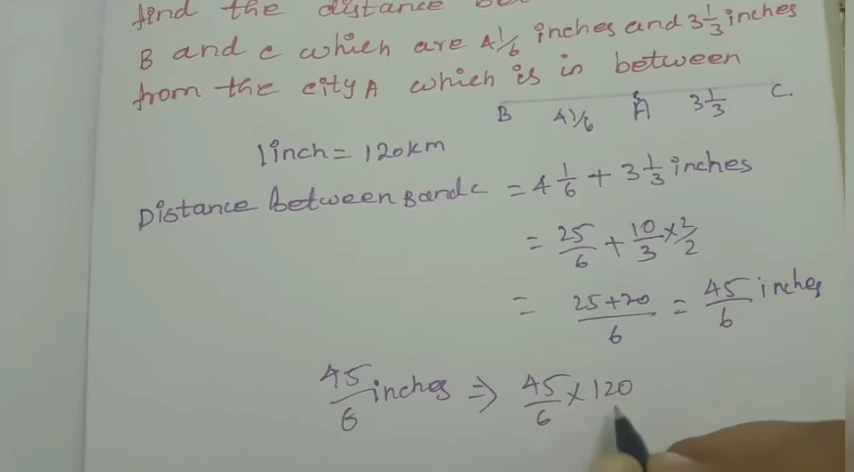 find the distance
B and C which are 4 1/6 inches and 3 1/3 inches
from the city A which is in between
B 4 1/6 A 3 1/3 C.
1 inch = 120 km
Distance between B and C = 4 1/6 + 3 1/3 inches
= 25/6 + 10/3 × 2/2
= 25+20/6 = 45/6 inches
45/6 inches ⇒ 45/6 × 120